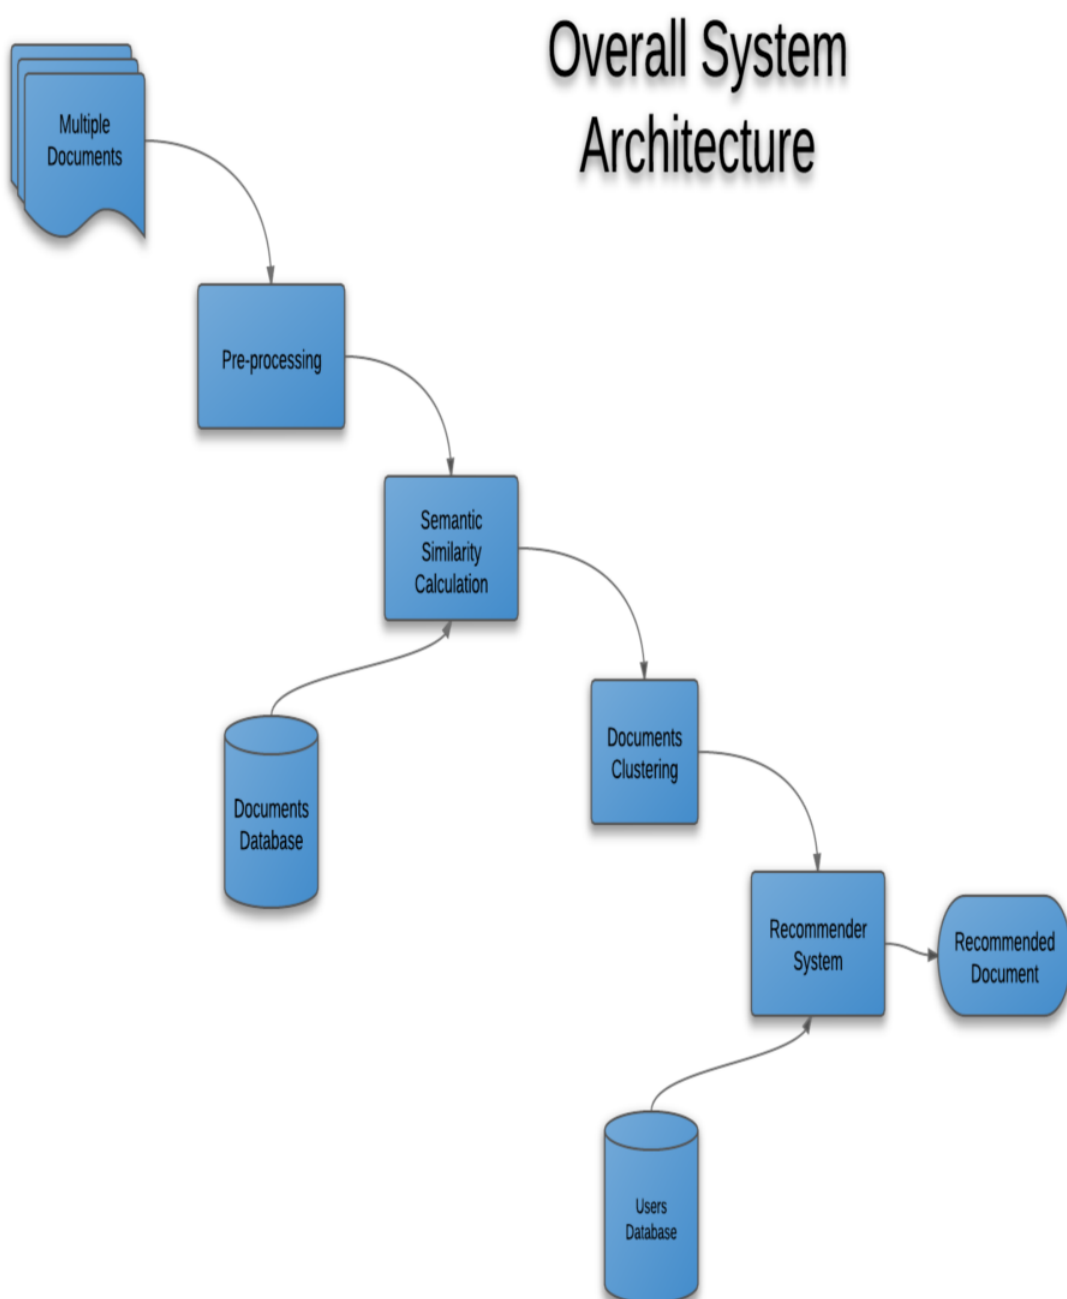 Overall System
Architecture
Multiple
Documents
Pre-processing
Semantic
Similarity
Calculation
Documents
Clustering
Documents
Database
Recommender
System
Recommended
Document
Users
Database